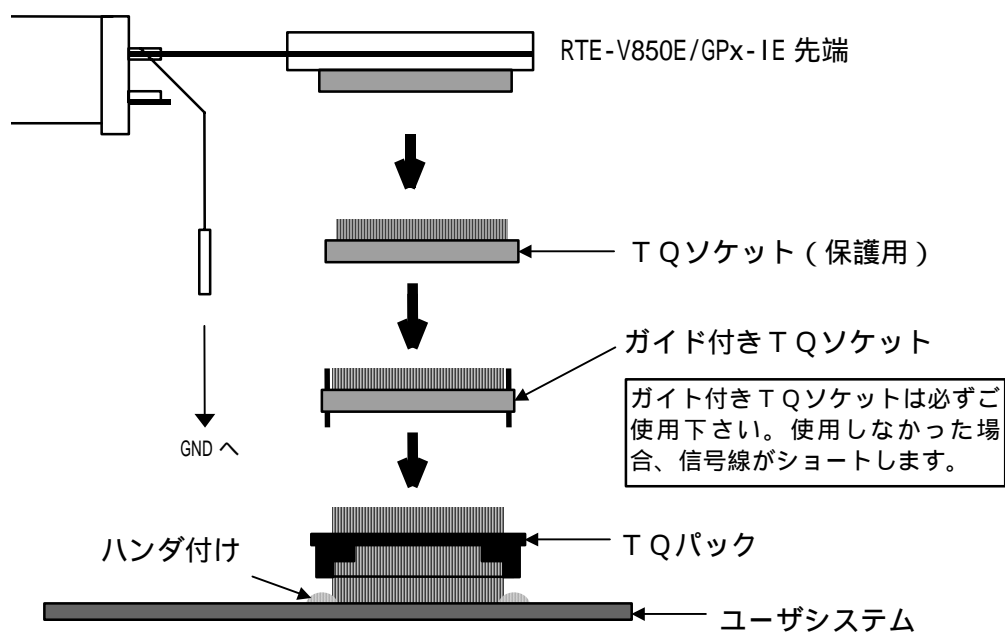 RTE-V850E/GPx-IE 先端
TQソケット(保護用)
ガイド付きTQソケット
ガイト付きTQソケットは必ずご
使用下さい。使用しなかった場
合、信号線がショートします。
GND へ
ハンダ付け
TQパック
ユーザシステム